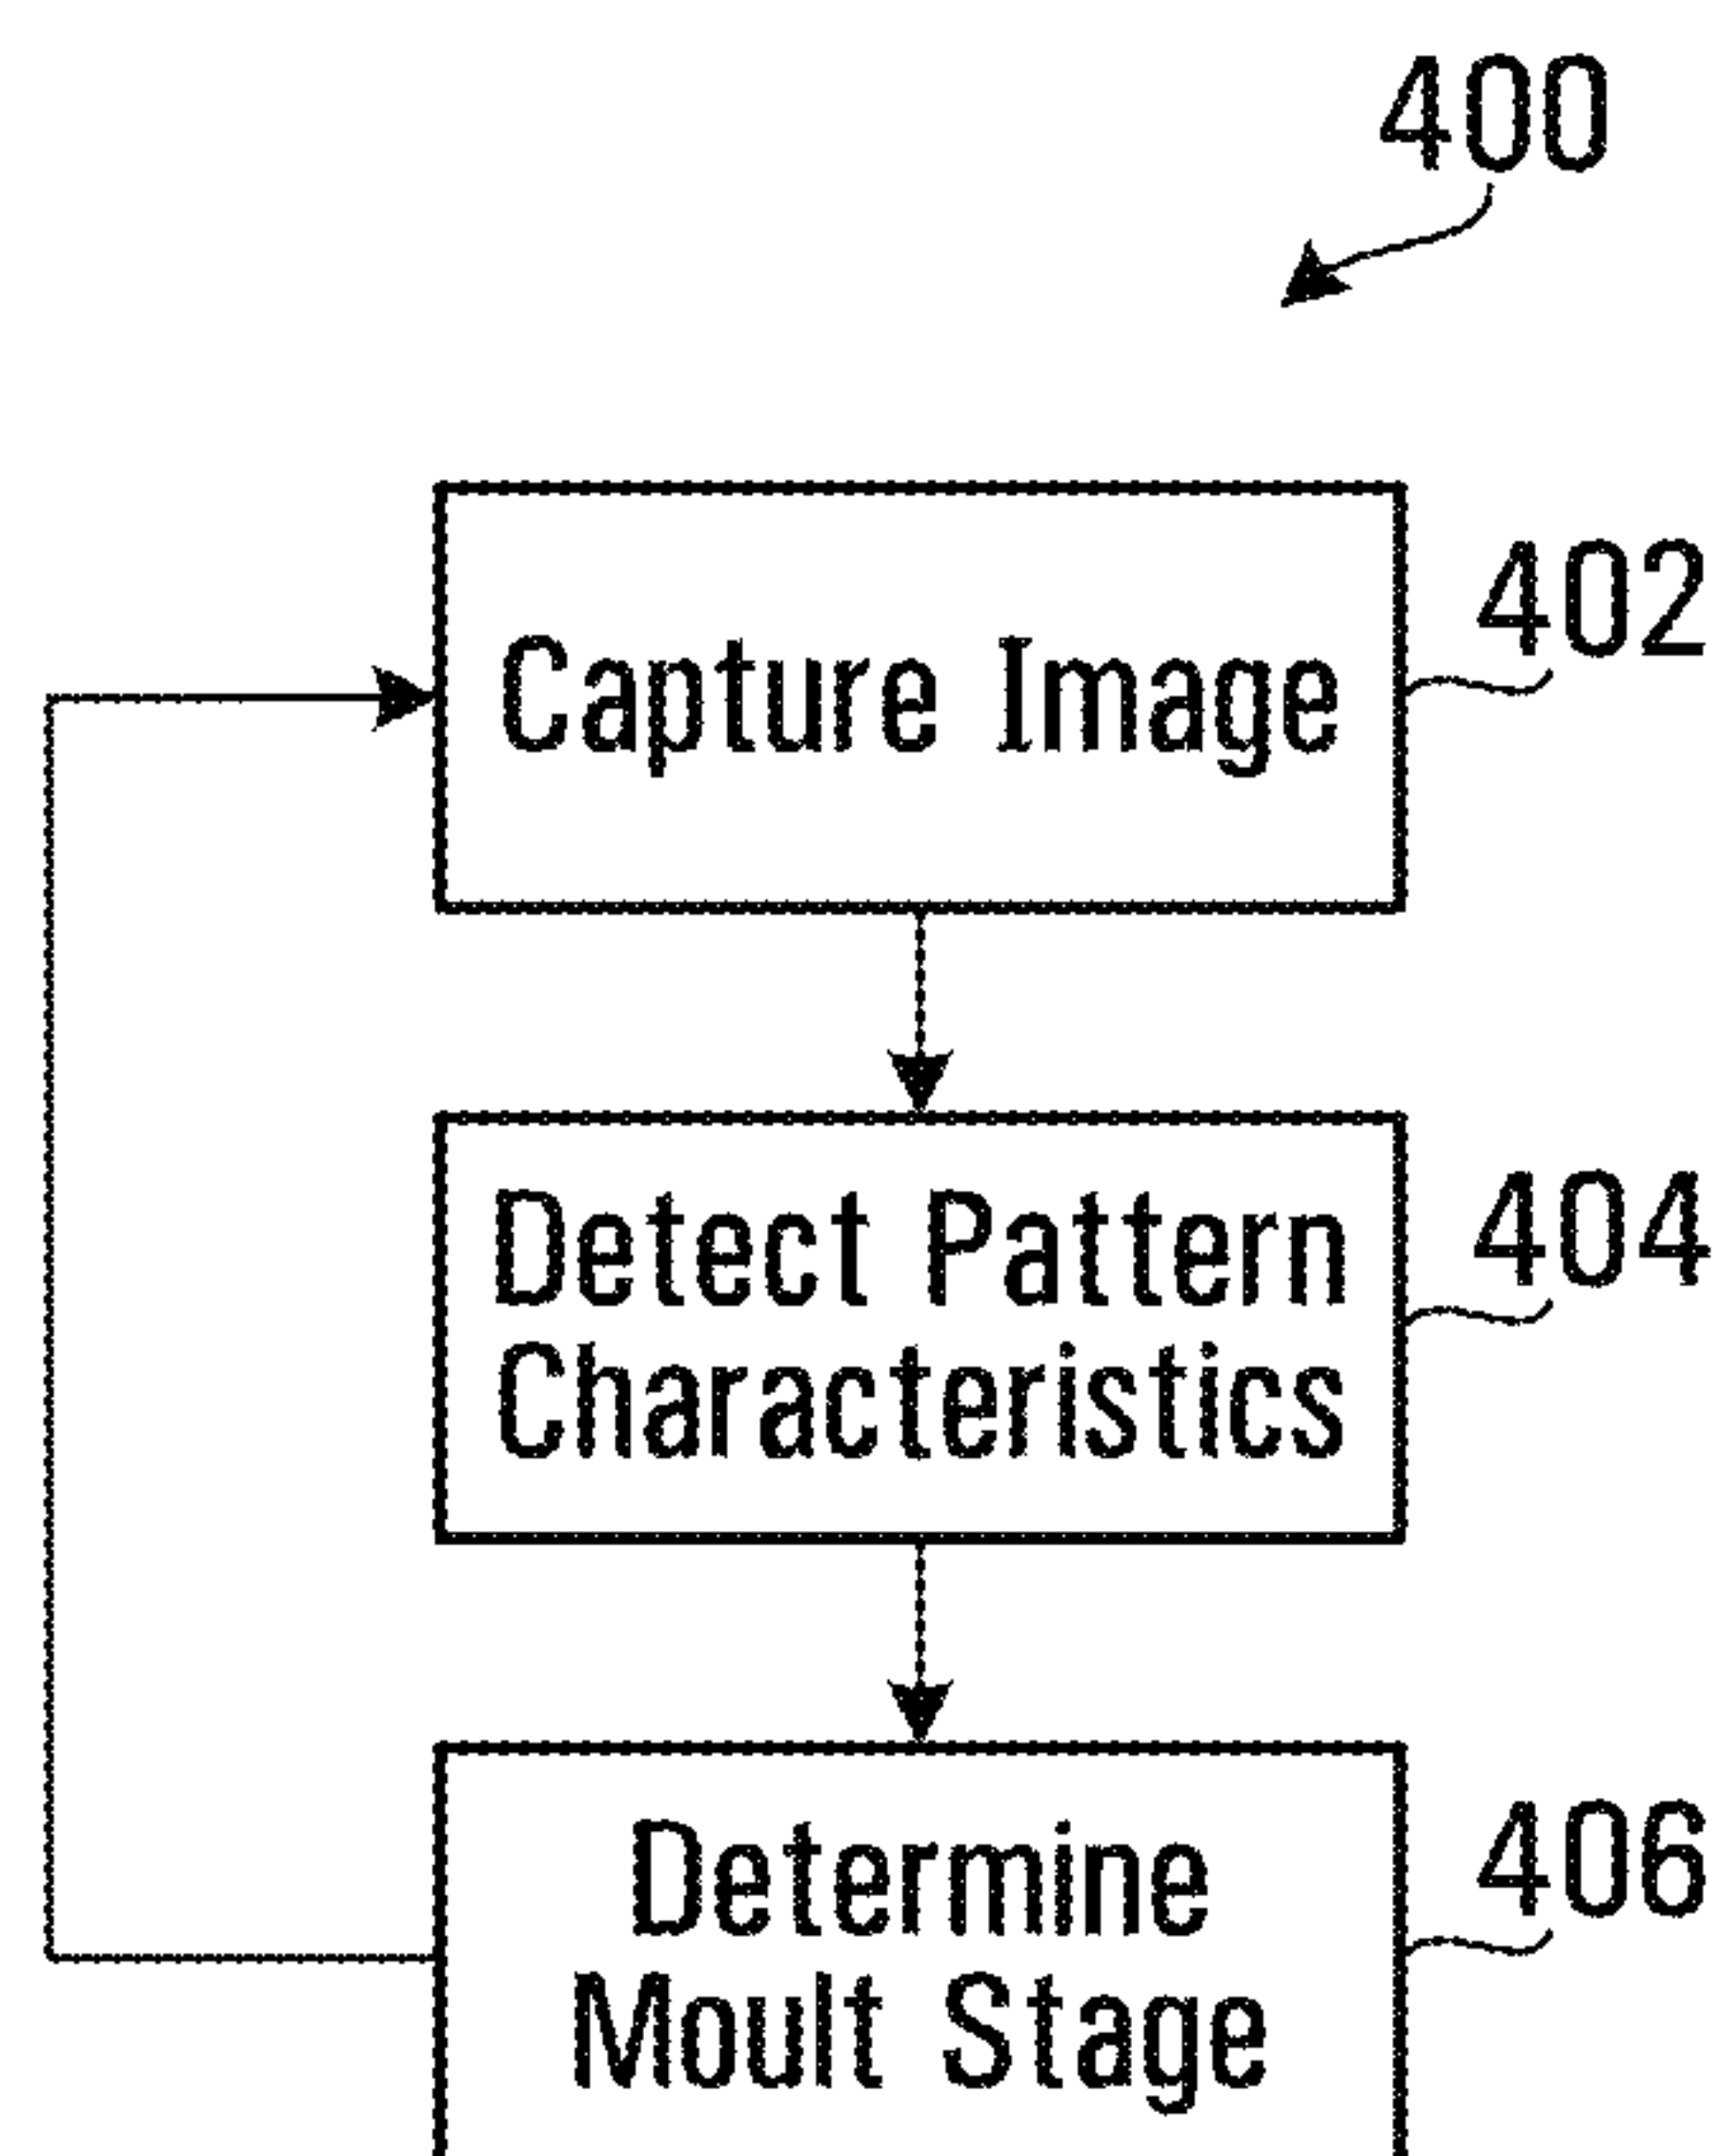 400
Capture Image
402
Detect Pattern
Characteristics
404
Determine
Moult Stage
406